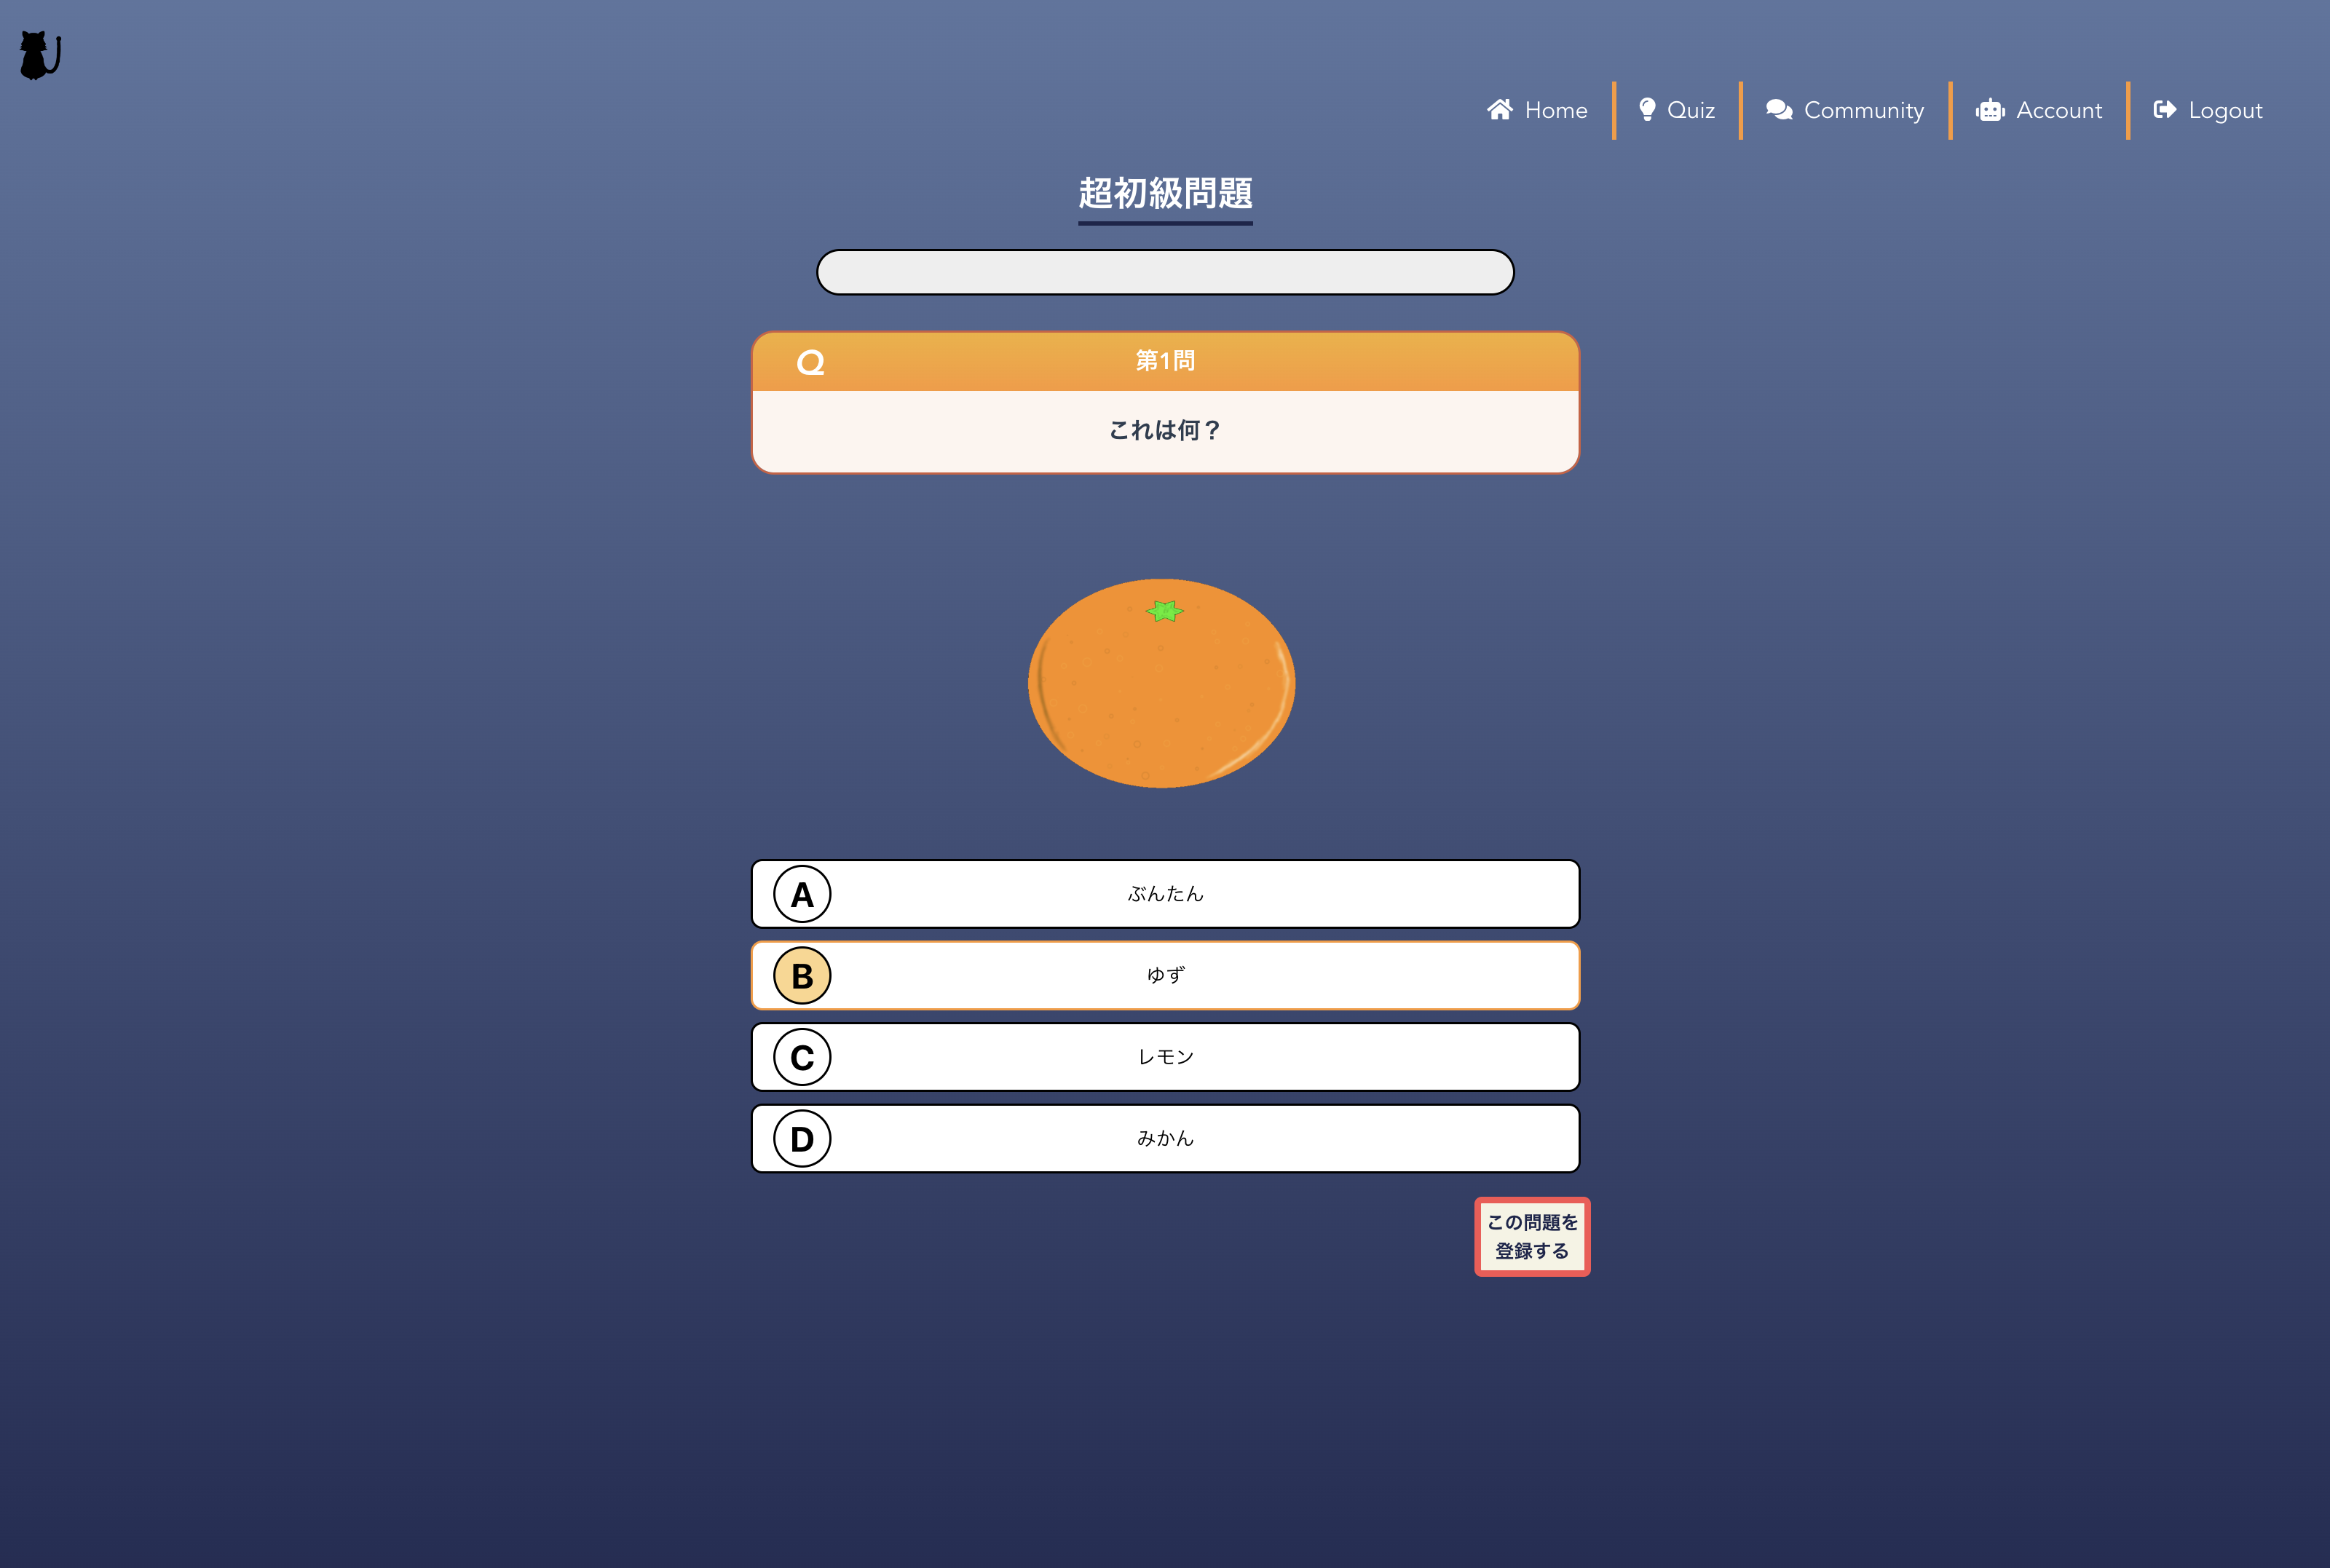 Home
Quiz
Community
Account
Logout
超初級問題
Q
第1問
これは何？
A
ぶんたん
B
ゆず
C
レモン
D
みかん
この問題を
登録する